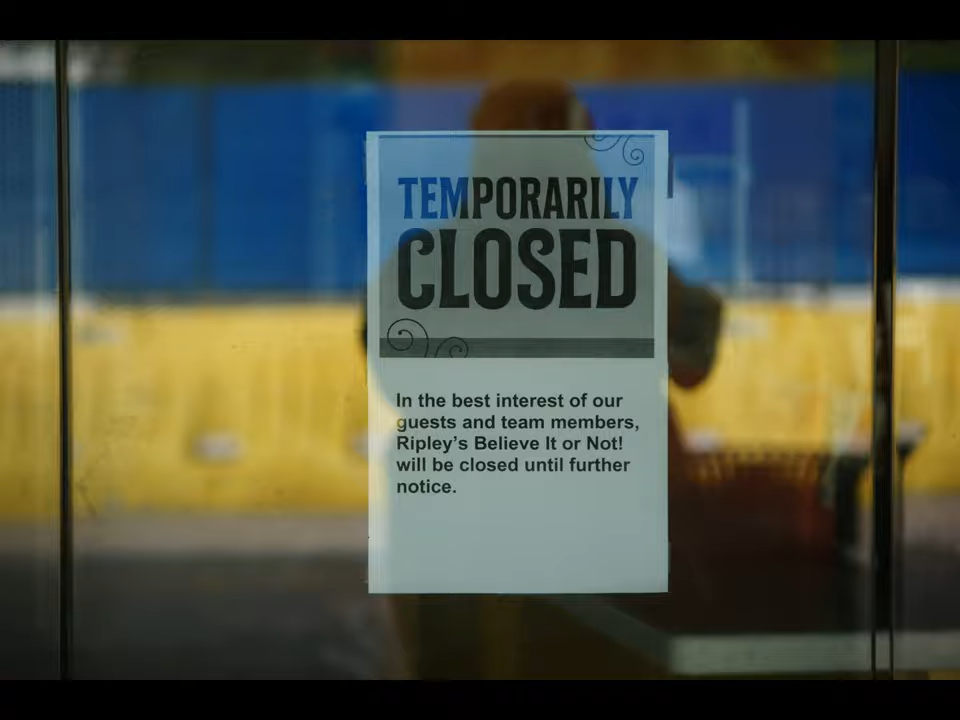 TEMPORARILY
CLOSED
In the best interest of our
guests and team members,
Ripley’s Believe It or Not!
will be closed until further
notice.